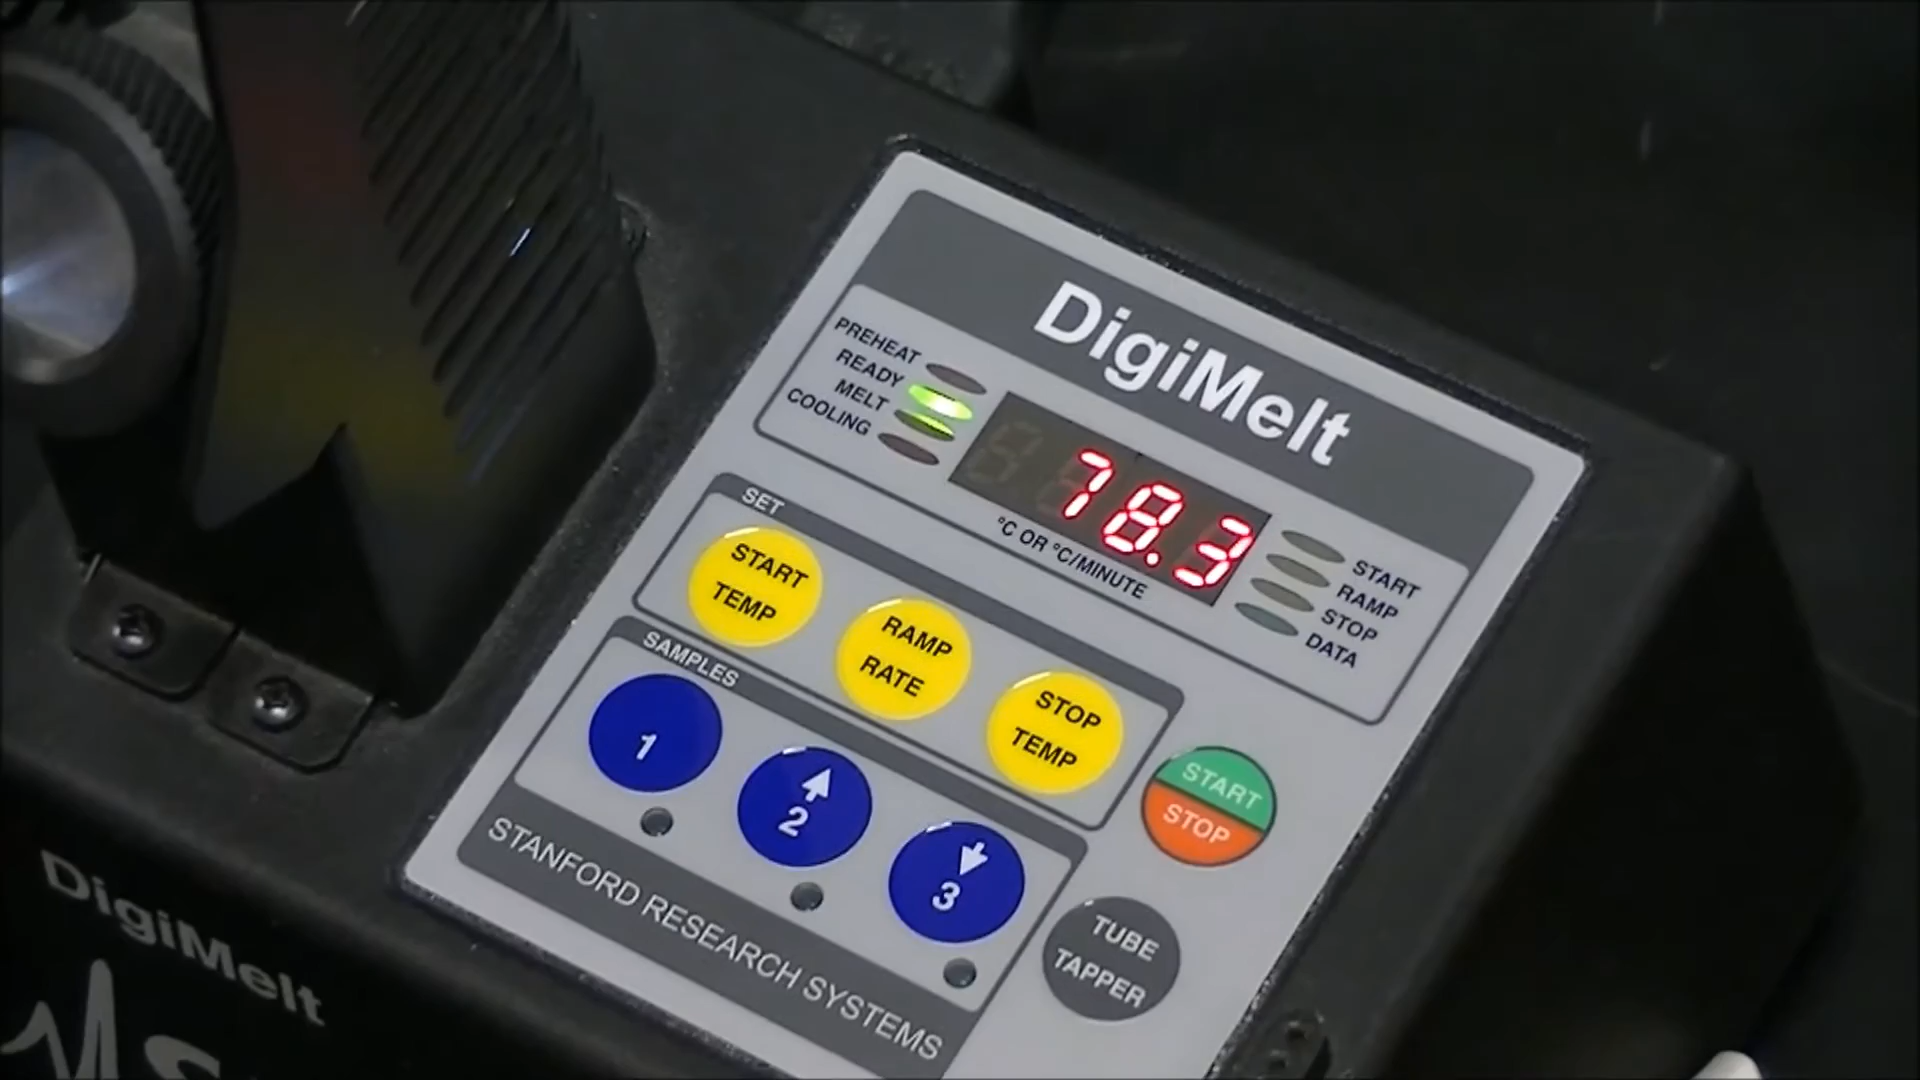 DigiMelt
PREHEAT
READY
MELT
COOLING
78.3
°C OR °C/MINUTE
START
RAMP
STOP
DATA
SET
START
TEMP
RAMP
RATE
STOP
TEMP
SAMPLES
1
2
3
START
STOP
TUBE
TAPPER
STANFORD RESEARCH SYSTEMS
DigiMelt